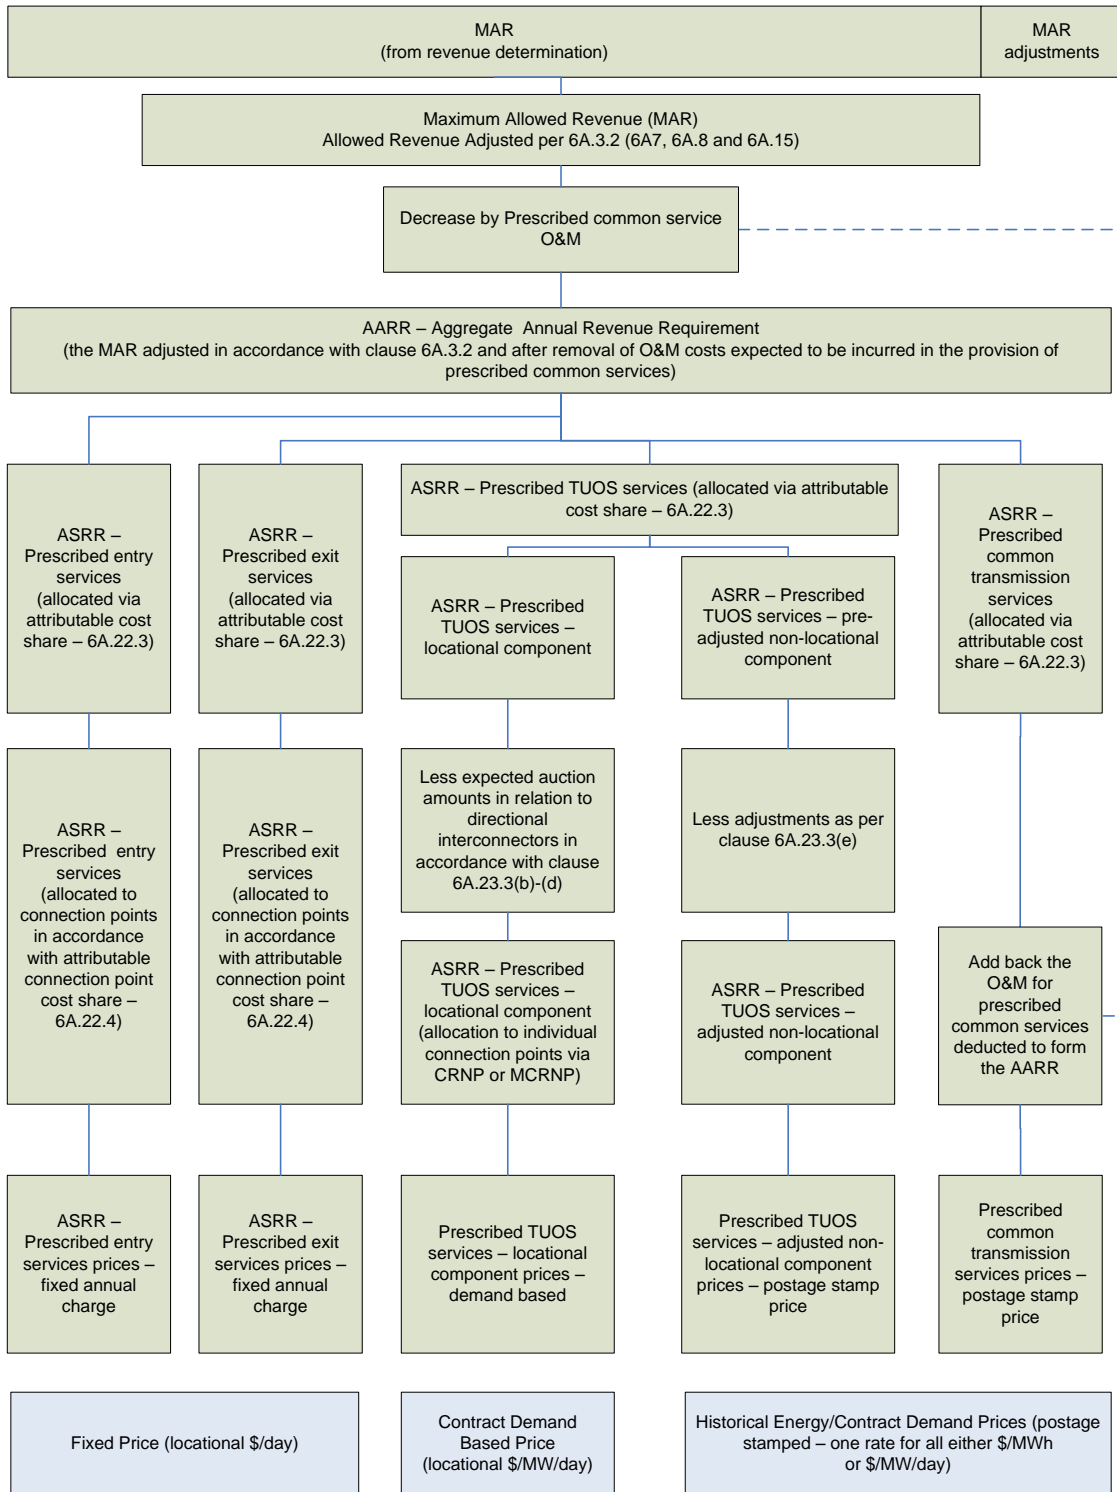 MAR
(from revenue determination)
MAR
adjustments
Maximum Allowed Revenue (MAR)
Allowed Revenue Adjusted per 6A.3.2 (6A7, 6A.8 and 6A.15)
Decrease by Prescribed common service
O&M
AARR – Aggregate Annual Revenue Requirement
(the MAR adjusted in accordance with clause 6A.3.2 and after removal of O&M costs expected to be incurred in the provision of
prescribed common services)
ASRR –
Prescribed entry
services
(allocated via
attributable cost
share – 6A.22.3)
ASRR –
Prescribed exit
services
(allocated via
attributable cost
share – 6A.22.3)
ASRR – Prescribed TUOS services (allocated via attributable
cost share – 6A.22.3)
ASRR – Prescribed
TUOS services –
locational component
ASRR – Prescribed
TUOS services – pre-
adjusted non-locational
component
ASRR –
Prescribed
common
transmission
services
(allocated via
attributable cost
share – 6A.22.3)
ASRR –
Prescribed entry
services
(allocated to
connection points
in accordance
with attributable
connection point
cost share –
6A.22.4)
ASRR –
Prescribed exit
services
(allocated to
connection points
in accordance
with attributable
connection point
cost share –
6A.22.4)
Less expected auction
amounts in relation to
directional
interconnectors in
accordance with clause
6A.23.3(b)-(d)
Less adjustments as per
clause 6A.23.3(e)
ASRR – Prescribed
TUOS services –
locational component
(allocation to individual
connection points via
CRNP or MCRNP)
ASRR – Prescribed
TUOS services –
adjusted non-locational
component
Add back the
O&M for
prescribed
common services
deducted to form
the AARR
ASRR –
Prescribed entry
services prices –
fixed annual
charge
ASRR –
Prescribed exit
services prices –
fixed annual
charge
Prescribed TUOS
services – locational
component prices –
demand based
Prescribed TUOS
services – adjusted non-
locational component
prices – postage stamp
price
Prescribed
common
transmission
services prices –
postage stamp
price
Fixed Price (locational $/day)
Contract Demand
Based Price
(locational $/MW/day)
Historical Energy/Contract Demand Prices (postage
stamped – one rate for all either $/MWh
or $/MW/day)